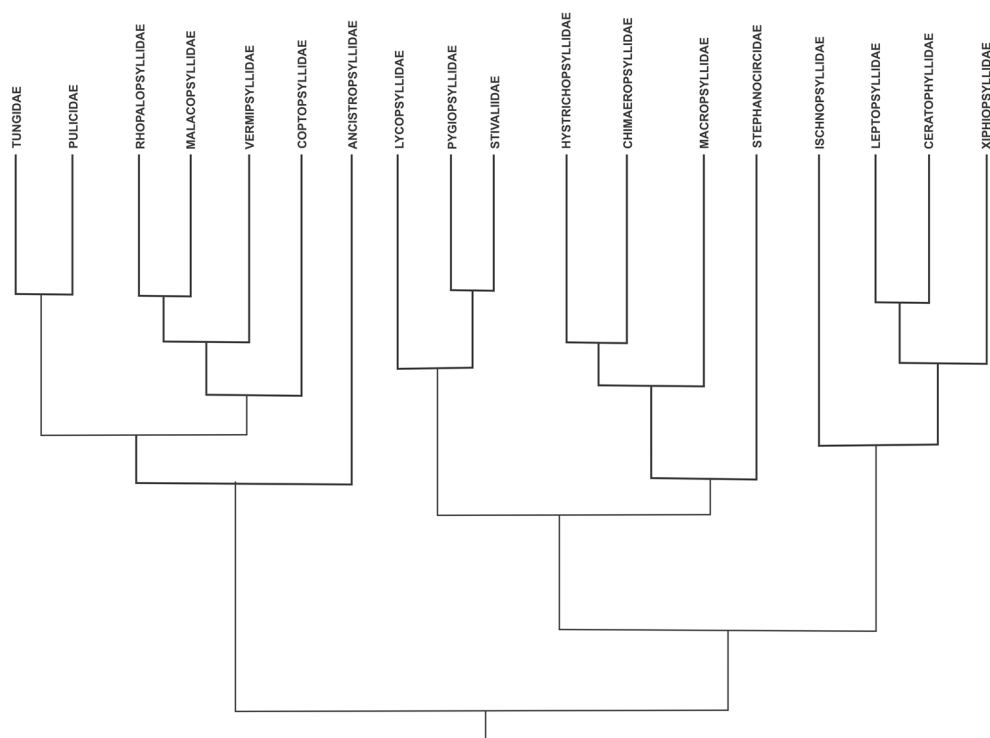 TUNGIDAE
PULICIDAE
RHOPALOPSYLLIDAE
MALACOPSYLLIDAE
VERMIPSYLLIDAE
COPTOPSYLLIDAE
ANCISTROPSYLLIDAE
LYCOPSYLLIDAE
PYGIOPSYLLIDAE
STIVALIIDAE
HYSTRICHOPSYLLIDAE
CHIMAEROPSYLLIDAE
MACROPSYLLIDAE
STEPHANOCIRCIDAE
ISCHNOPSYLLIDAE
LEPTOPSYLLIDAE
CERATOPHYLLIDAE
XIPHIOPSYLLIDAE